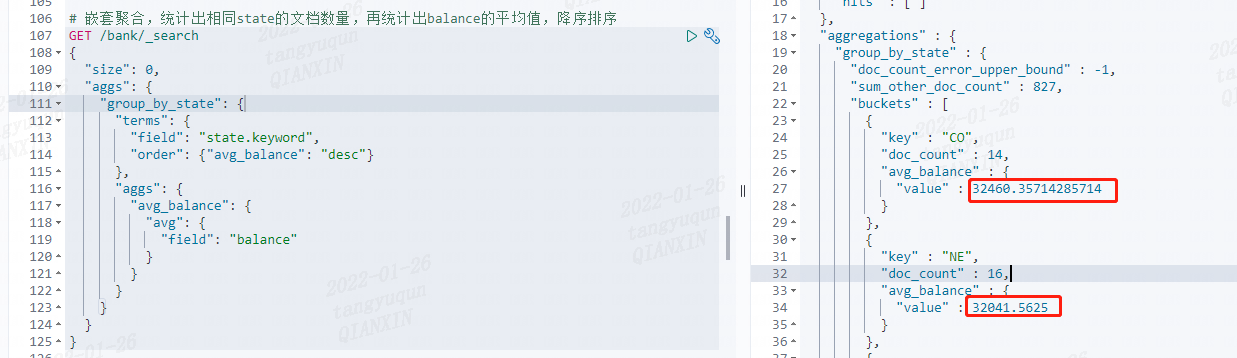 106 # 嵌套聚合，统计出相同state的文档数量，再统计出balance的平均值，降序排序
107 GET /bank/_search
108 {
109 "size": 0,
110 "aggs": {
111 "group_by_state": {
112 "terms": {
113 "field": "state.keyword",
114 "order": {"avg_balance": "desc"}
115 },
116 "aggs": {
117 "avg_balance": {
118 "avg": {
119 "field": "balance"
120 }
121 }
122 }
123 }
124 }
125 }
16 "hits" : [ ]
17 },
18 "aggregations" : {
19 "group_by_state" : {
20 "doc_count_error_upper_bound" : -1,
21 "sum_other_doc_count" : 827,
22 "buckets" : [
23 {
24 "key" : "CO",
25 "doc_count" : 14,
26 "avg_balance" : {
27 "value" : 32460.35714285714
28 }
29 },
30 {
31 "key" : "NE",
32 "doc_count" : 16,
33 "avg_balance" : {
34 "value" : 32041.5625
35 }
36 },
2022-01-26
tangyuqun
QIANXIN